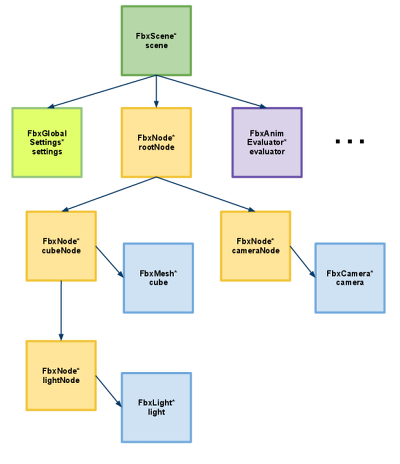 FbxScene*
scene
FbxGlobal
Settings*
settings
FbxNode*
rootNode
FbxAnim
Evaluator*
evaluator
...
FbxNode*
cubeNode
FbxMesh*
cube
FbxNode*
cameraNode
FbxCamera*
camera
FbxNode*
lightNode
FbxLight*
light